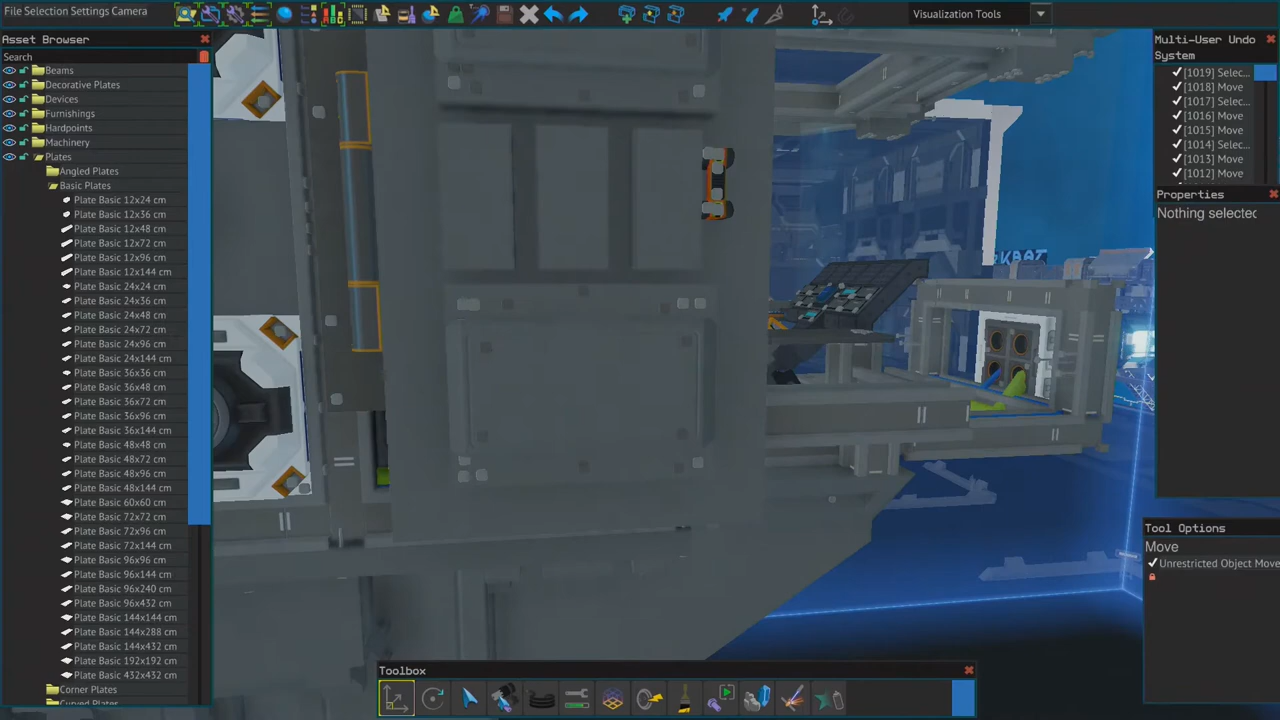 File Selection Settings Camera
Visualization Tools
Asset Browser
Search
Beams
Decorative Plates
Devices
Furnishings
Hardpoints
Machinery
Plates
Angled Plates
Basic Plates
Plate Basic 12x24 cm
Plate Basic 12x36 cm
Plate Basic 12x48 cm
Plate Basic 12x72 cm
Plate Basic 12x96 cm
Plate Basic 12x144 cm
Plate Basic 24x24 cm
Plate Basic 24x36 cm
Plate Basic 24x48 cm
Plate Basic 24x72 cm
Plate Basic 24x96 cm
Plate Basic 24x144 cm
Plate Basic 36x36 cm
Plate Basic 36x48 cm
Plate Basic 36x72 cm
Plate Basic 36x96 cm
Plate Basic 36x144 cm
Plate Basic 48x48 cm
Plate Basic 48x72 cm
Plate Basic 48x96 cm
Plate Basic 48x144 cm
Plate Basic 60x60 cm
Plate Basic 72x72 cm
Plate Basic 72x96 cm
Plate Basic 72x144 cm
Plate Basic 96x96 cm
Plate Basic 96x144 cm
Plate Basic 96x240 cm
Plate Basic 96x432 cm
Plate Basic 144x144 cm
Plate Basic 144x288 cm
Plate Basic 144x432 cm
Plate Basic 192x192 cm
Plate Basic 432x432 cm
Corner Plates
Curved Plates
Multi-User Undo
System
[1019] Selec...
[1018] Move
[1017] Selec...
[1016] Move
[1015] Move
[1014] Selec...
[1013] Move
[1012] Move
Properties
Nothing selected
Tool Options
Move
Unrestricted Object Move
Toolbox